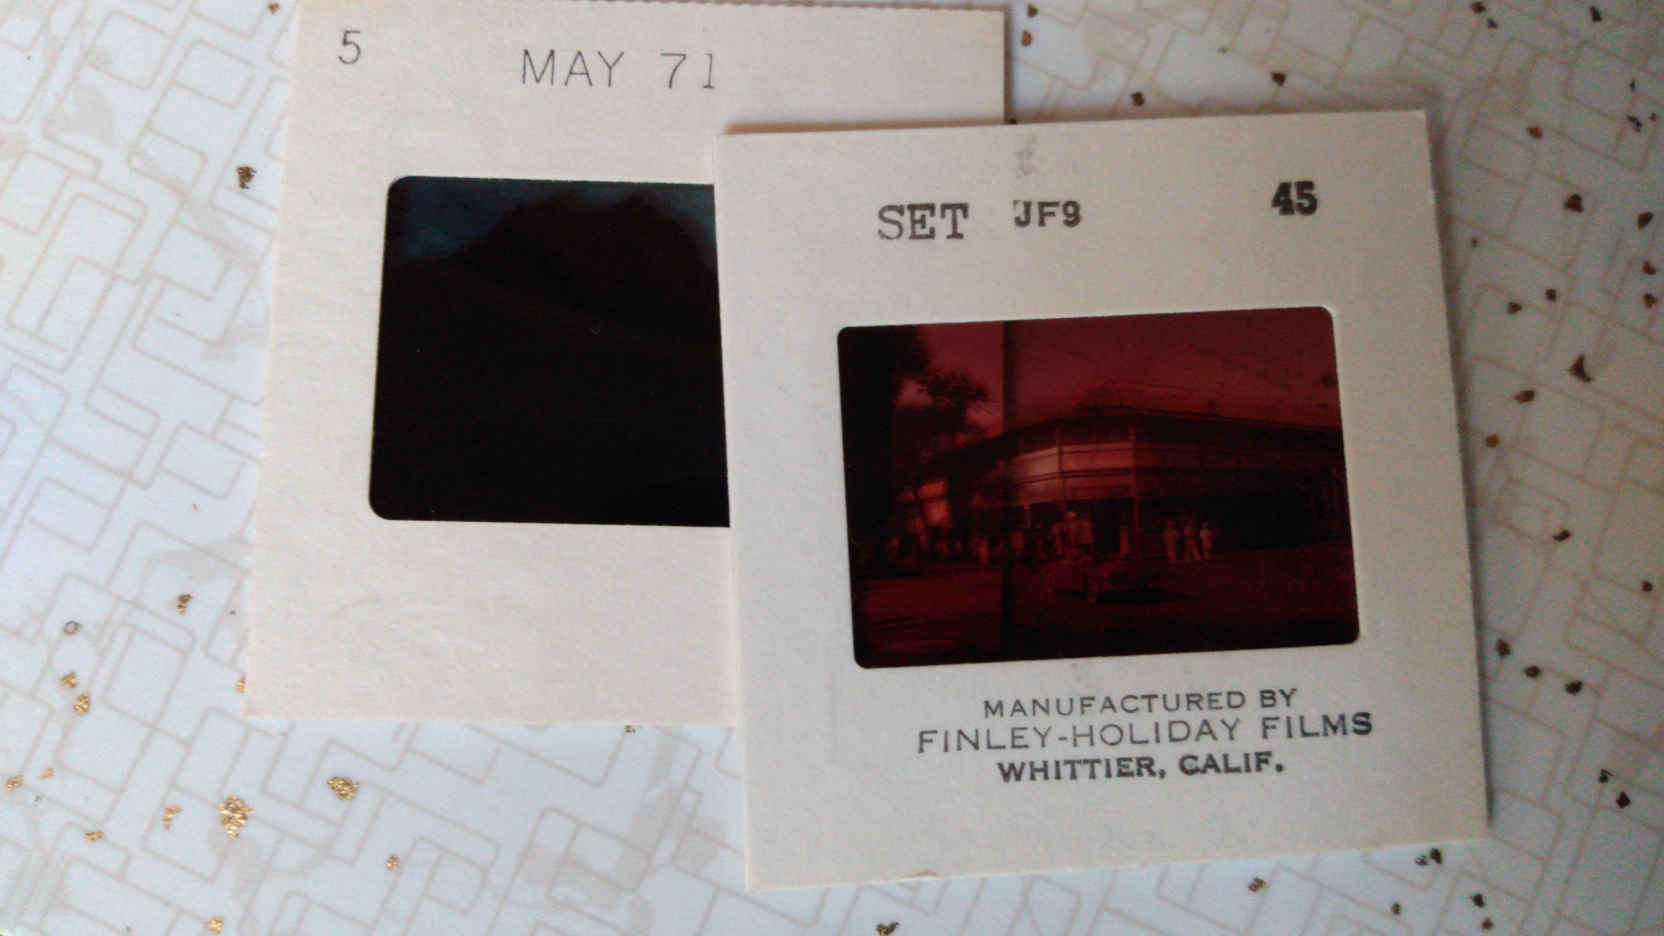 5 MAY 71
SET JF9 45
MANUFACTURED BY
FINLEY-HOLIDAY FILMS
WHITTIER, CALIF.